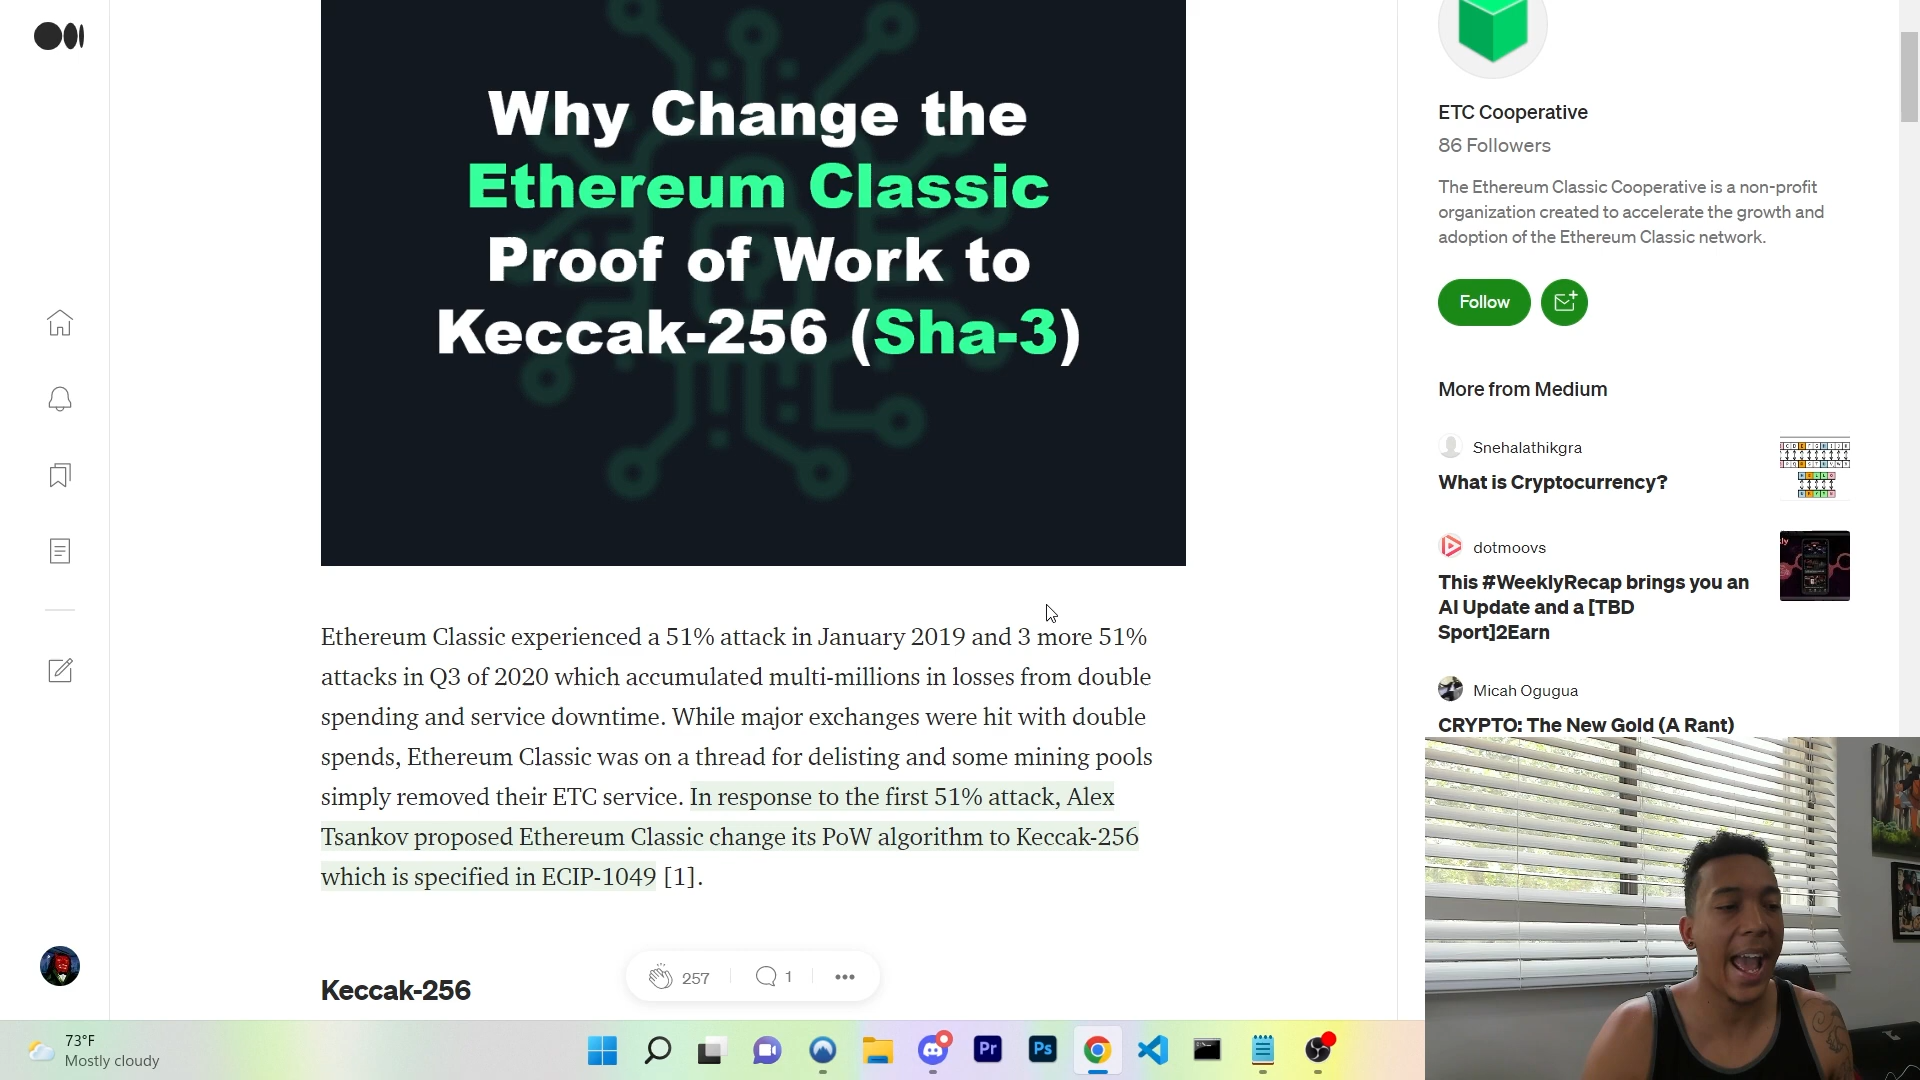 Why Change the
Ethereum Classic
Proof of Work to
Keccak-256 (Sha-3)
Ethereum Classic experienced a 51% attack in January 2019 and 3 more 51%
attacks in Q3 of 2020 which accumulated multi-millions in losses from double
spending and service downtime. While major exchanges were hit with double
spends, Ethereum Classic was on a thread for delisting and some mining pools
simply removed their ETC service. In response to the first 51% attack, Alex
Tsankov proposed Ethereum Classic change its PoW algorithm to Keccak-256
which is specified in ECIP-1049 [1].
Keccak-256
257
1
ETC Cooperative
86 Followers
The Ethereum Classic Cooperative is a non-profit
organization created to accelerate the growth and
adoption of the Ethereum Classic network.
Follow
More from Medium
Snehalathikgra
What is Cryptocurrency?
dotmoovs
This #WeeklyRecap brings you an
AI Update and a [TBD
Sport]2Earn
Micah Ogugua
CRYPTO: The New Gold (A Rant)
73°F
Mostly cloudy
Pr
Ps